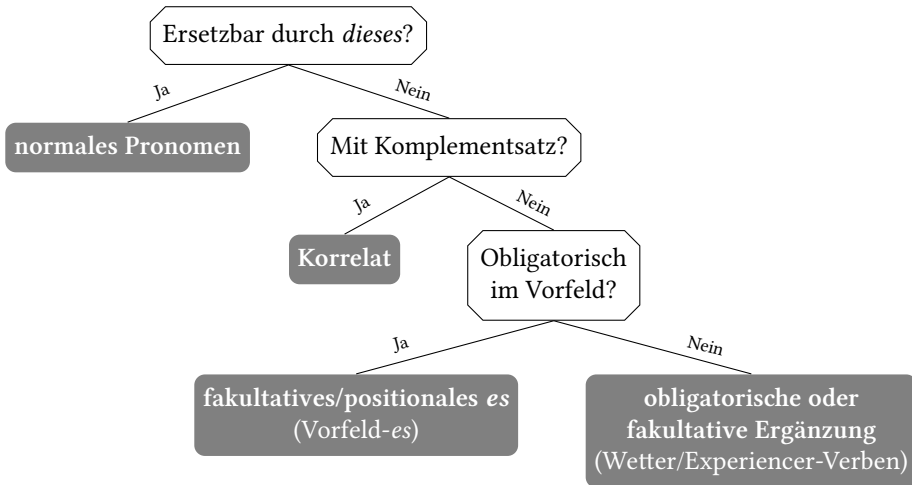 Ersetzbar durch dieses?
Ja
Nein
normales Pronomen
Mit Komplementsatz?
Ja
Nein
Korrelat
Obligatorisch
im Vorfeld?
Ja
Nein
fakultatives/positionales es
(Vorfeld-es)
obligatorische oder
fakultative Ergänzung
(Wetter/Experiencer-Verben)